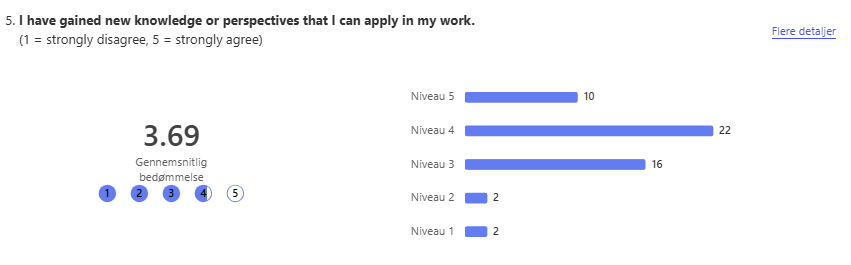 5. I have gained new knowledge or perspectives that I can apply in my work.
(1 = strongly disagree, 5 = strongly agree)
Flere detaljer
3.69
Gennemsnitlig
bedømmelse
1 2 3 4 5
Niveau 5 10
Niveau 4 22
Niveau 3 16
Niveau 2 2
Niveau 1 2